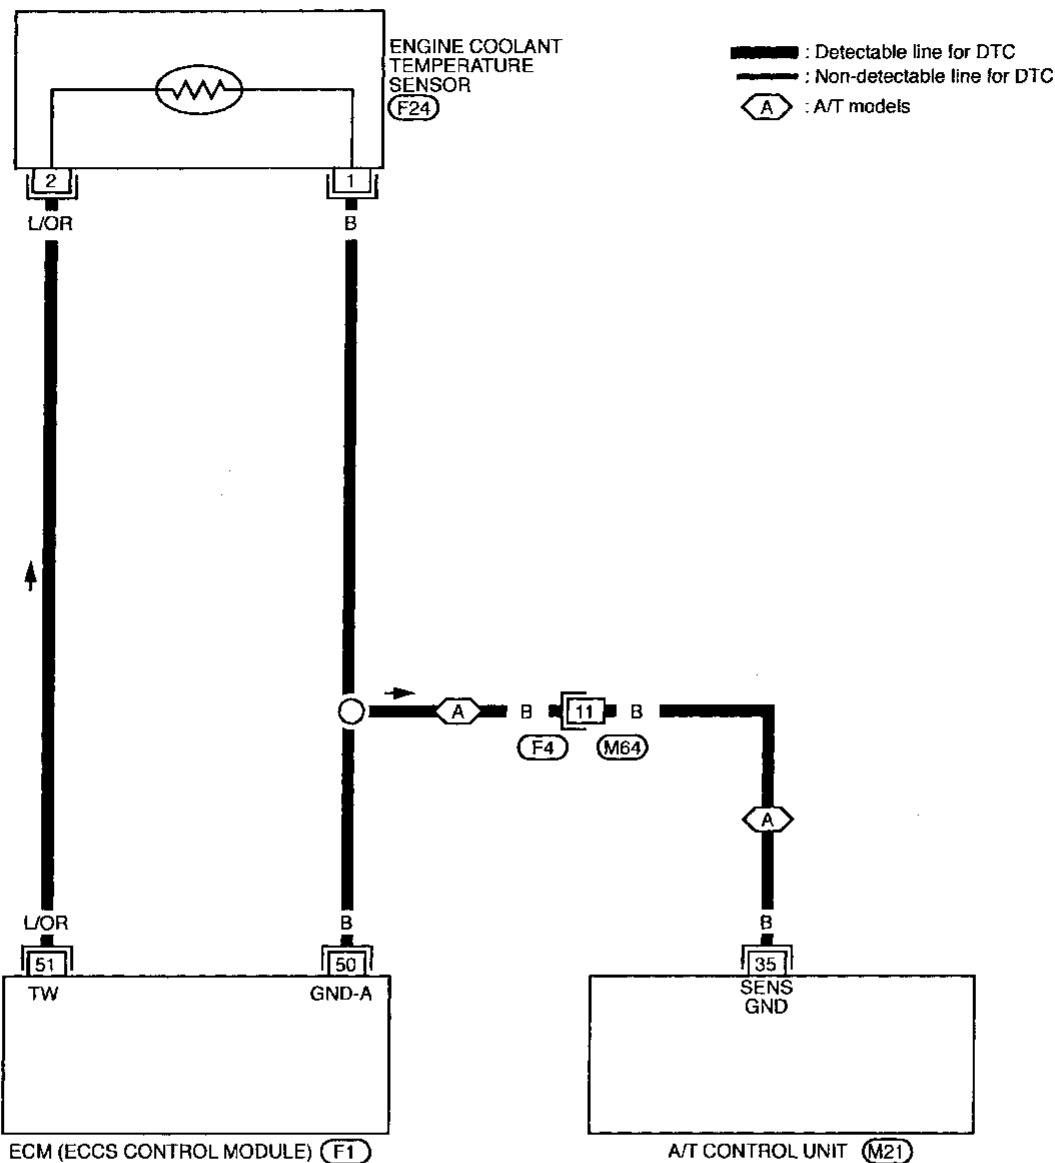 ENGINE COOLANT
TEMPERATURE
SENSOR
F24
: Detectable line for DTC
: Non-detectable line for DTC
A : A/T models
2 1
L/OR B
A B 11 B
F4 M64
A
L/OR B B
51 50 35
TW GND-A SENS
GND
ECM (ECCS CONTROL MODULE) F1
A/T CONTROL UNIT M21